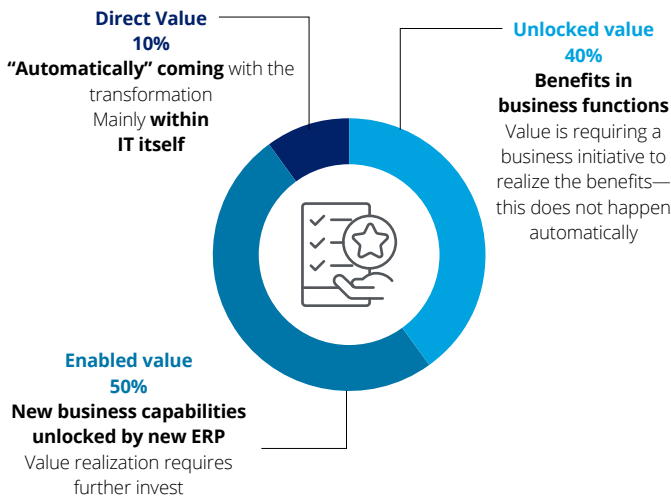 Direct Value
10%
“Automatically” coming with the
transformation
Mainly within
IT itself
Unlocked value
40%
Benefits in
business functions
Value is requiring a
business initiative to
realize the benefits—
this does not happen
automatically
Enabled value
50%
New business capabilities
unlocked by new ERP
Value realization requires
further invest